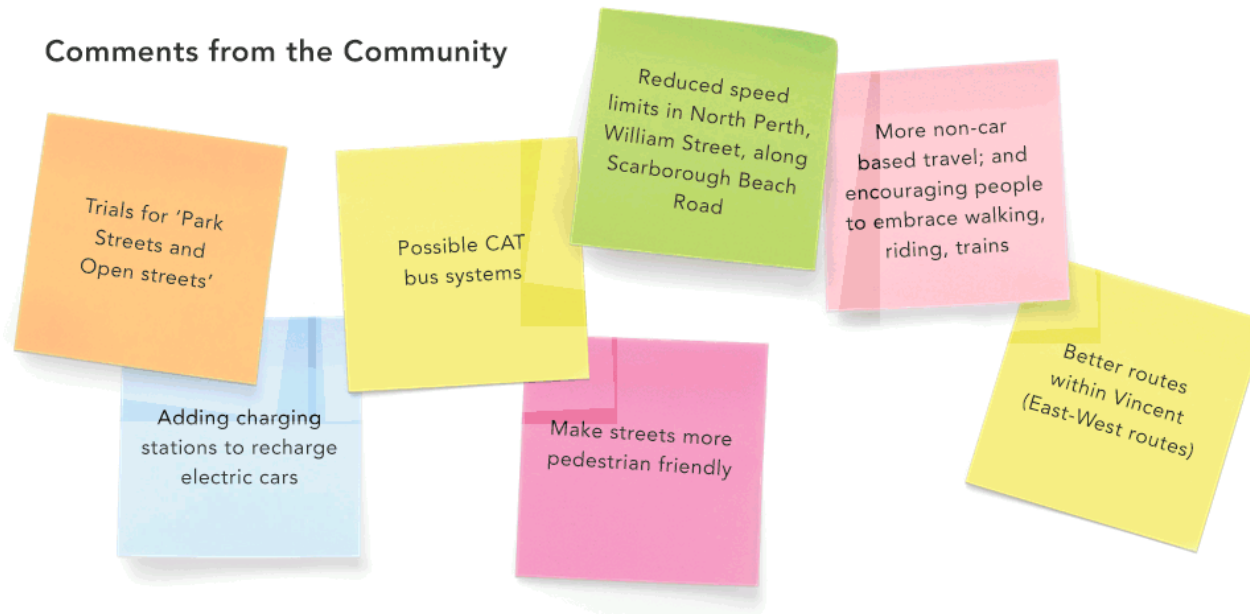 Comments from the Community
Trials for ‘Park
Streets and
Open streets’
Possible CAT
bus systems
Reduced speed
limits in North Perth,
William Street, along
Scarborough Beach
Road
More non-car
based travel; and
encouraging people
to embrace walking,
riding, trains
Adding charging
stations to recharge
electric cars
Make streets more
pedestrian friendly
Better routes
within Vincent
(East-West routes)